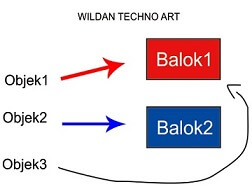 WILDAN TECHNO ART
Objek1
Balok1
Objek2
Balok2
Objek3